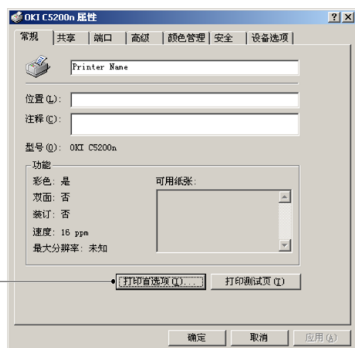 OKI C5200n 属性
常规 共享 端口 高级 颜色管理 安全 设备选项
Printer Name
位置(L):
注释(C):
型号(O): OKI C5200n
功能
彩色: 是 可用纸张:
双面: 否
装订: 否
速度: 16 ppm
最大分辨率: 未知
打印首选项(I)... 打印测试页(T)
确定 取消 应用(A)